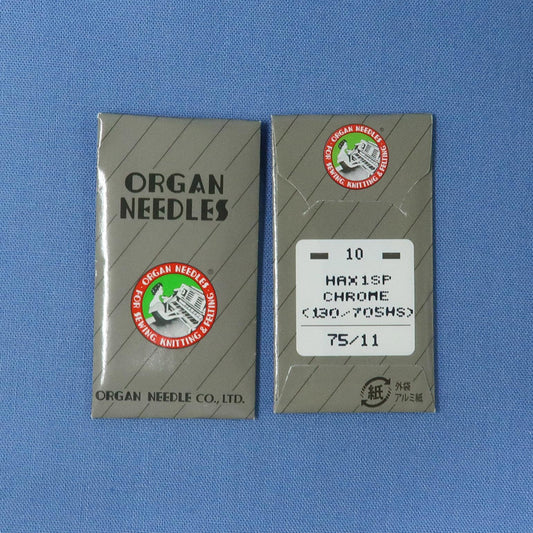 ORGAN
NEEDLES
· ORGAN NEEDLES ·
FOR SEWING, KNITTING & FELTING
®
ORGAN NEEDLE CO., LTD.
· ORGAN NEEDLES ·
FOR SEWING, KNITTING & FELTING
®
10
HAX1SP
CHROME
(130/705HS)
75/11
紙
外袋
アルミ紙